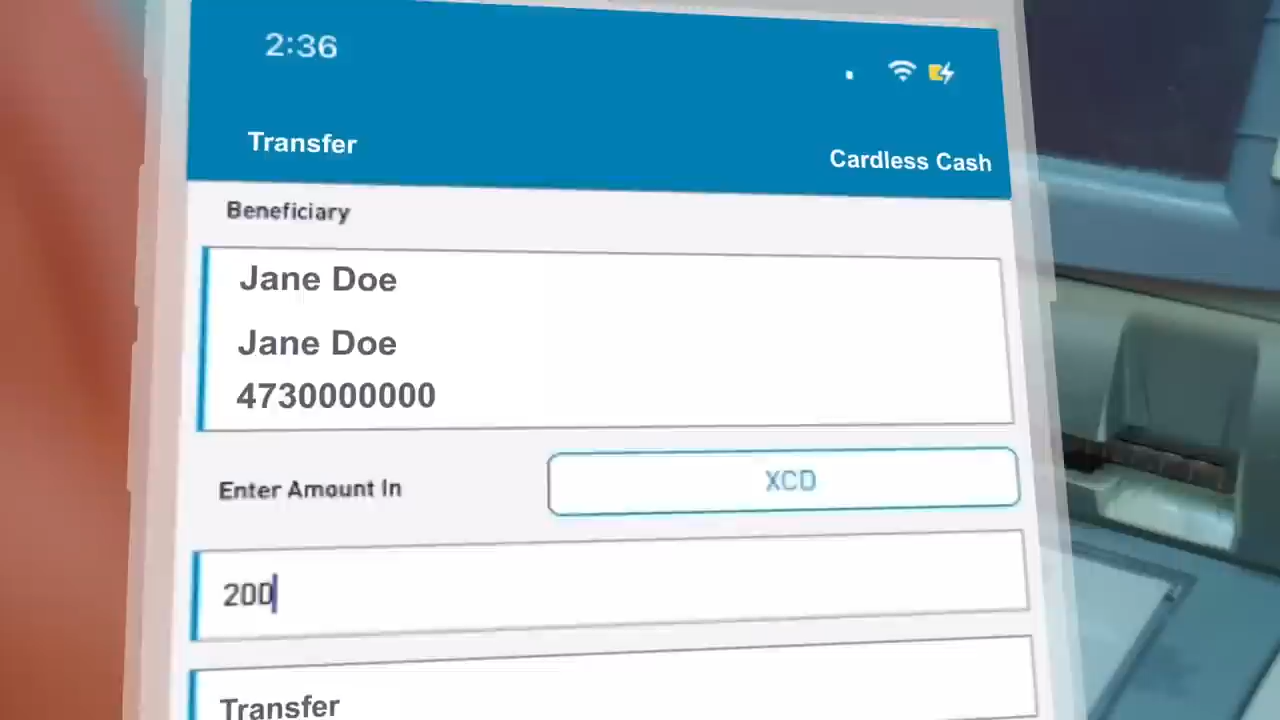 2:36
Transfer
Cardless Cash
Beneficiary
Jane Doe
Jane Doe
4730000000
Enter Amount In
XCD
200
Transfer